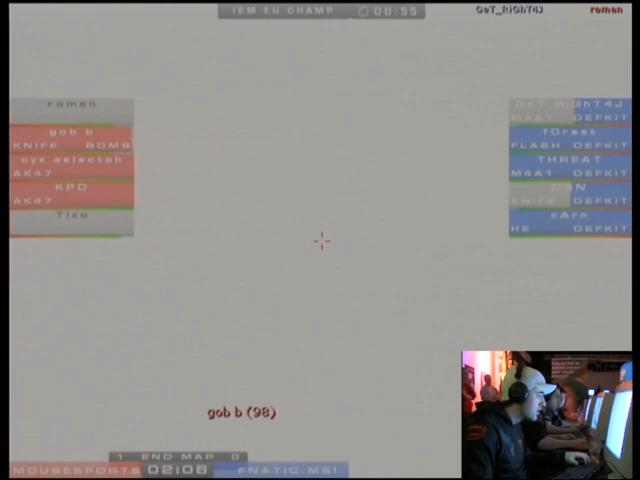 IEM EU CHAMP 00:55
GeT_RiGhT4J roman
roman
gob b
KNIFE BOMB
cyx selectah
AK47
KPD
AK47
Tixo
GeT_RiGhT4J
M4A1 DEFKIT
f0rest
FLASH DEFKIT
THREAT
M4A1 DEFKIT
DSN
KNIFE DEFKIT
cArn
HE DEFKIT
gob b (98)
1 2ND MAP 0
MOUSESPORTS 02:08 FNATIC.MSI